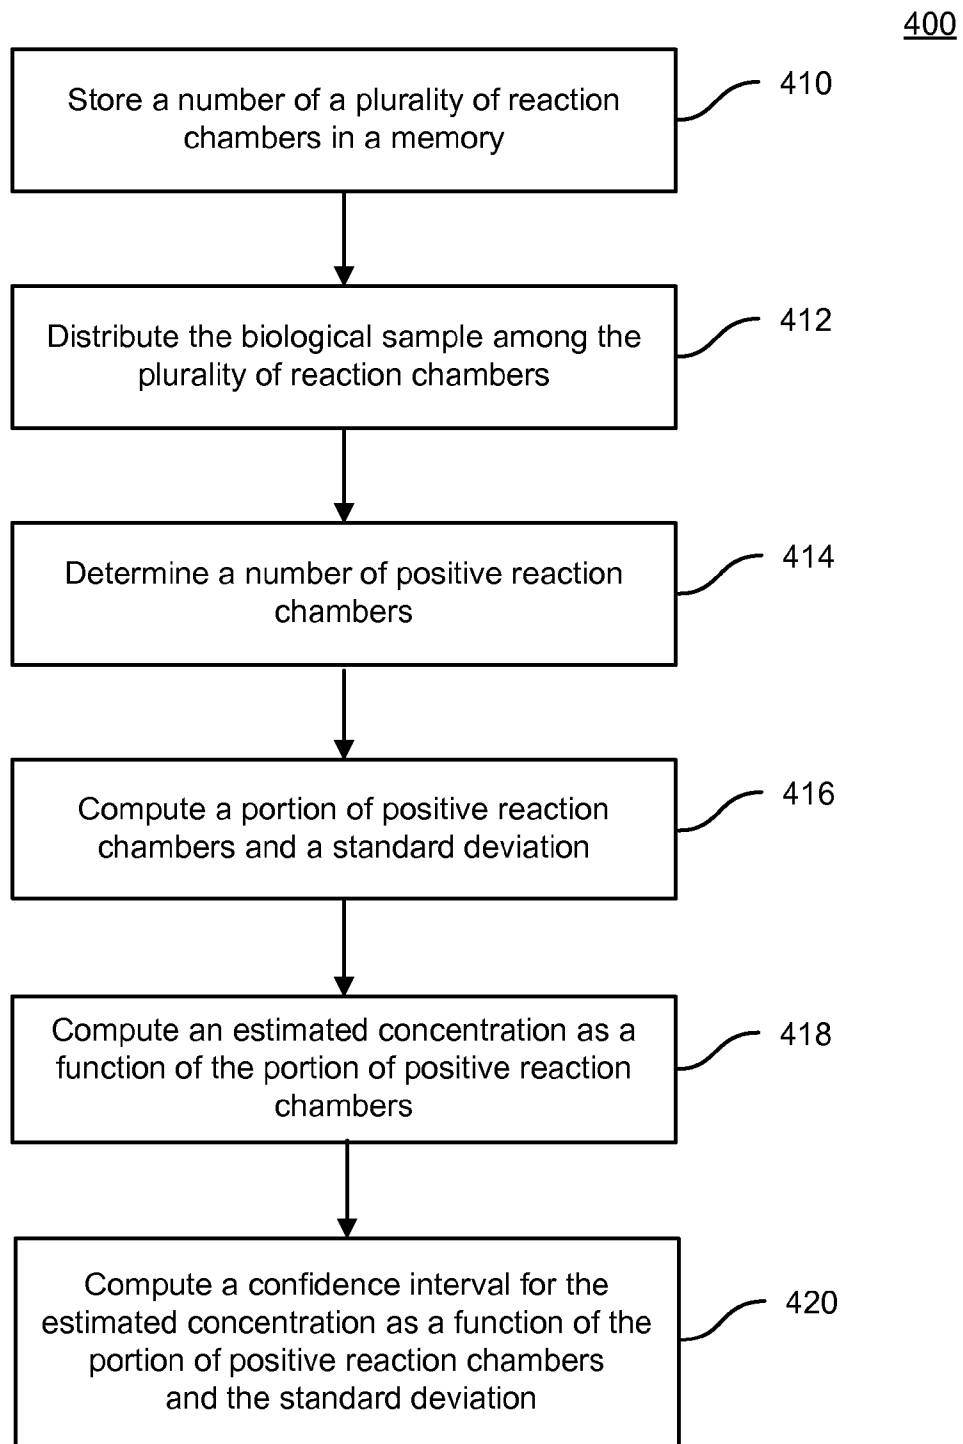 400
Store a number of a plurality of reaction
chambers in a memory
410
Distribute the biological sample among the
plurality of reaction chambers
412
Determine a number of positive reaction
chambers
414
Compute a portion of positive reaction
chambers and a standard deviation
416
Compute an estimated concentration as a
function of the portion of positive reaction
chambers
418
Compute a confidence interval for the
estimated concentration as a function of the
portion of positive reaction chambers
and the standard deviation
420